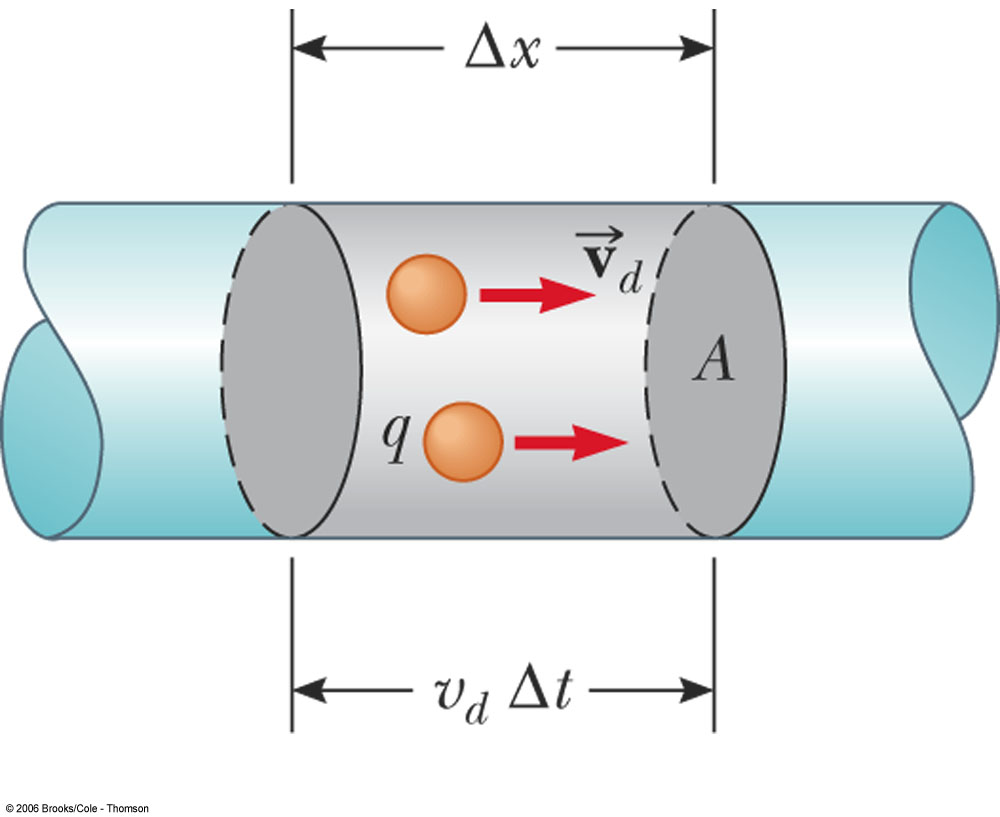 Δx
v⃗d
A
q
vd Δt
© 2006 Brooks/Cole - Thomson